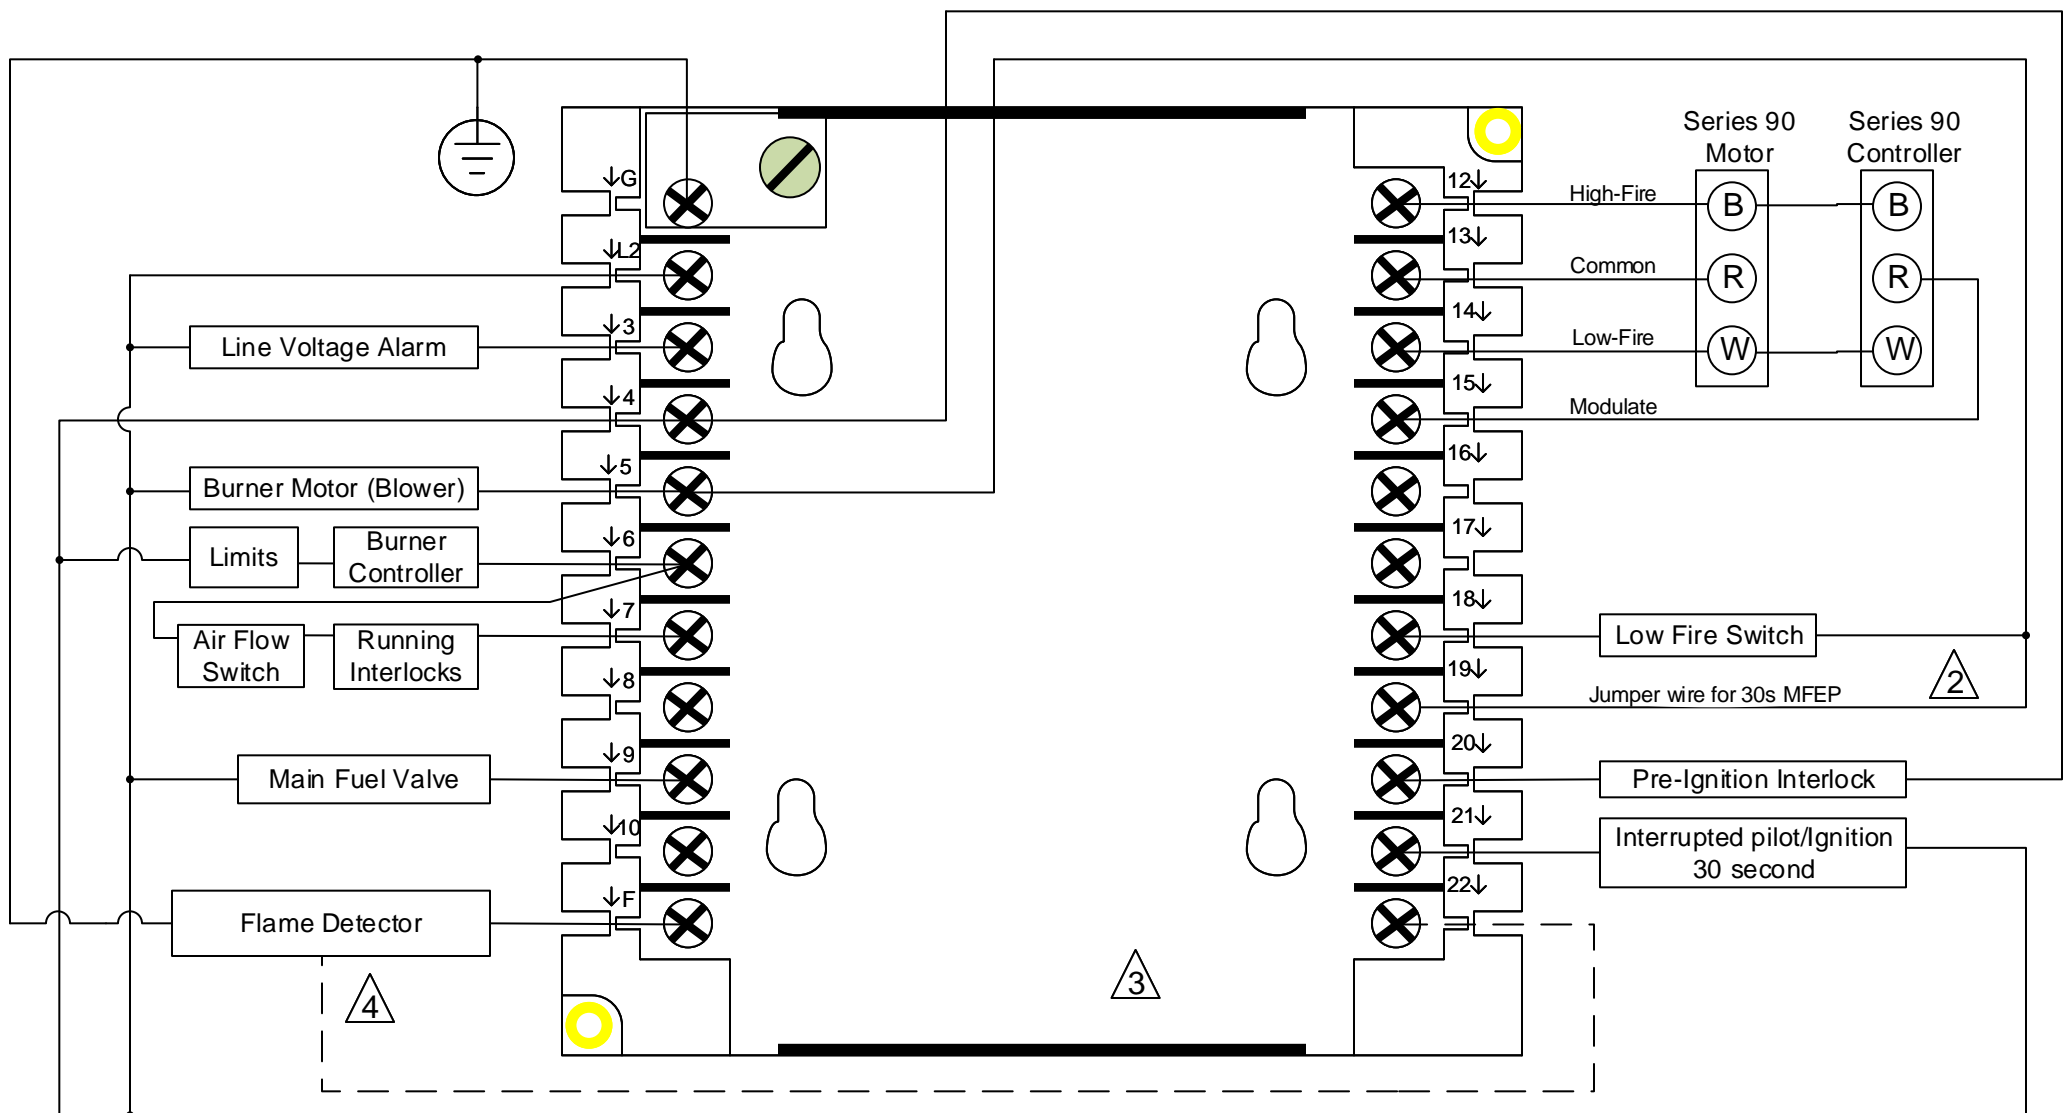 Series 90
Motor
Series 90
Controller
G
12
High-Fire
B
B
L2
13
Common
R
R
3
14
Line Voltage Alarm
Low-Fire
W
W
4
15
Modulate
5
16
Burner Motor (Blower)
6
17
Limits
Burner
Controller
7
18
Air Flow
Switch
Running
Interlocks
Low Fire Switch
8
19
Jumper wire for 30s MFEP
2
9
20
Main Fuel Valve
Pre-Ignition Interlock
10
21
Interrupted pilot/Ignition
30 second
F
22
Flame Detector
3
4